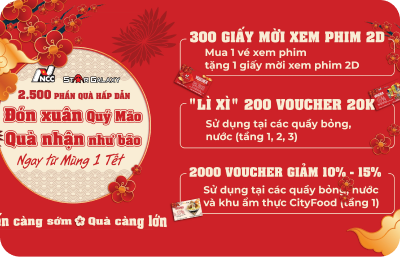 NCC STAR GALAXY
2.500 PHẦN QUÀ HẤP DẪN
Đón xuân Quý Mão
Quà nhận như bão
Ngay từ Mùng 1 Tết
càng sớm Quà càng lớn
300 GIẤY MỜI XEM PHIM 2D
Mua 1 vé xem phim
tặng 1 giấy mời xem phim 2D
"LÌ XÌ" 200 VOUCHER 20K
Sử dụng tại các quầy bỏng,
nước (tầng 1, 2, 3)
2000 VOUCHER GIẢM 10% - 15%
Sử dụng tại các quầy bỏng, nước
và khu ẩm thực CityFood (tầng 1)